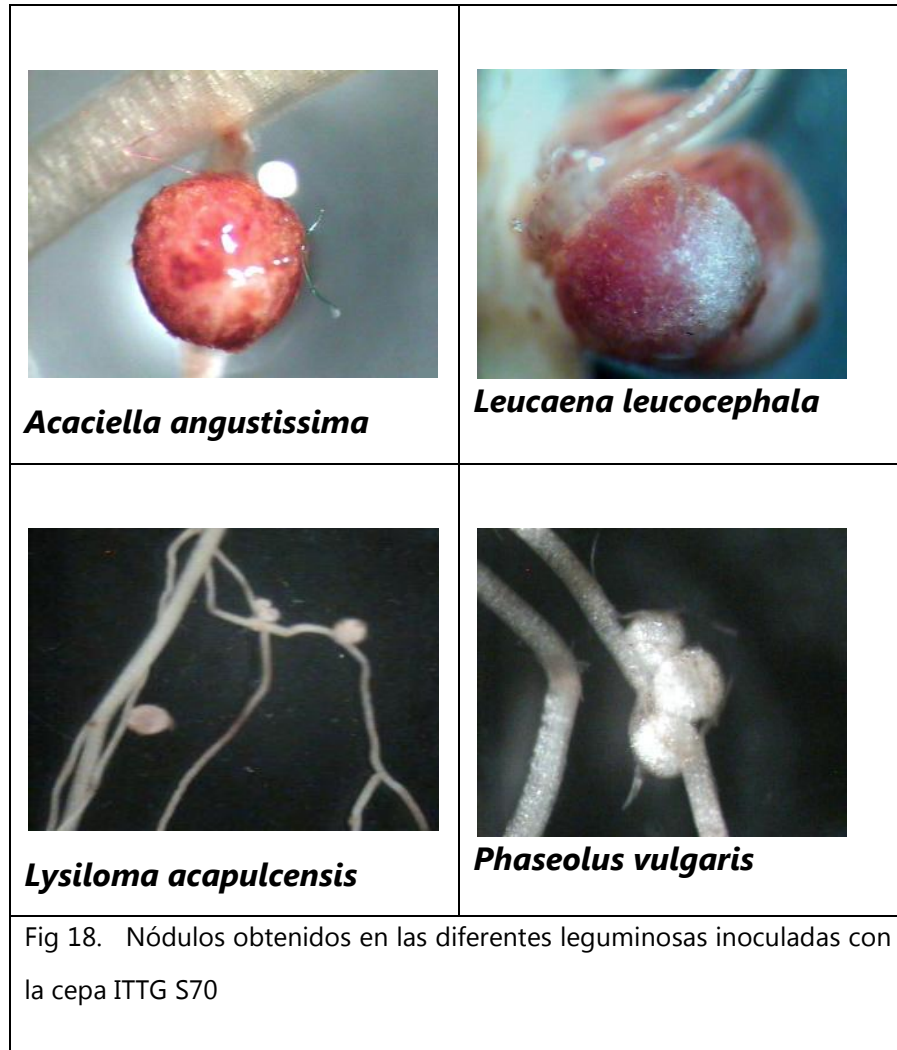 Acaciella angustissima
Leucaena leucocephala
Lysiloma acapulcensis
Phaseolus vulgaris
Fig 18. Nódulos obtenidos en las diferentes leguminosas inoculadas con
la cepa ITTG S70